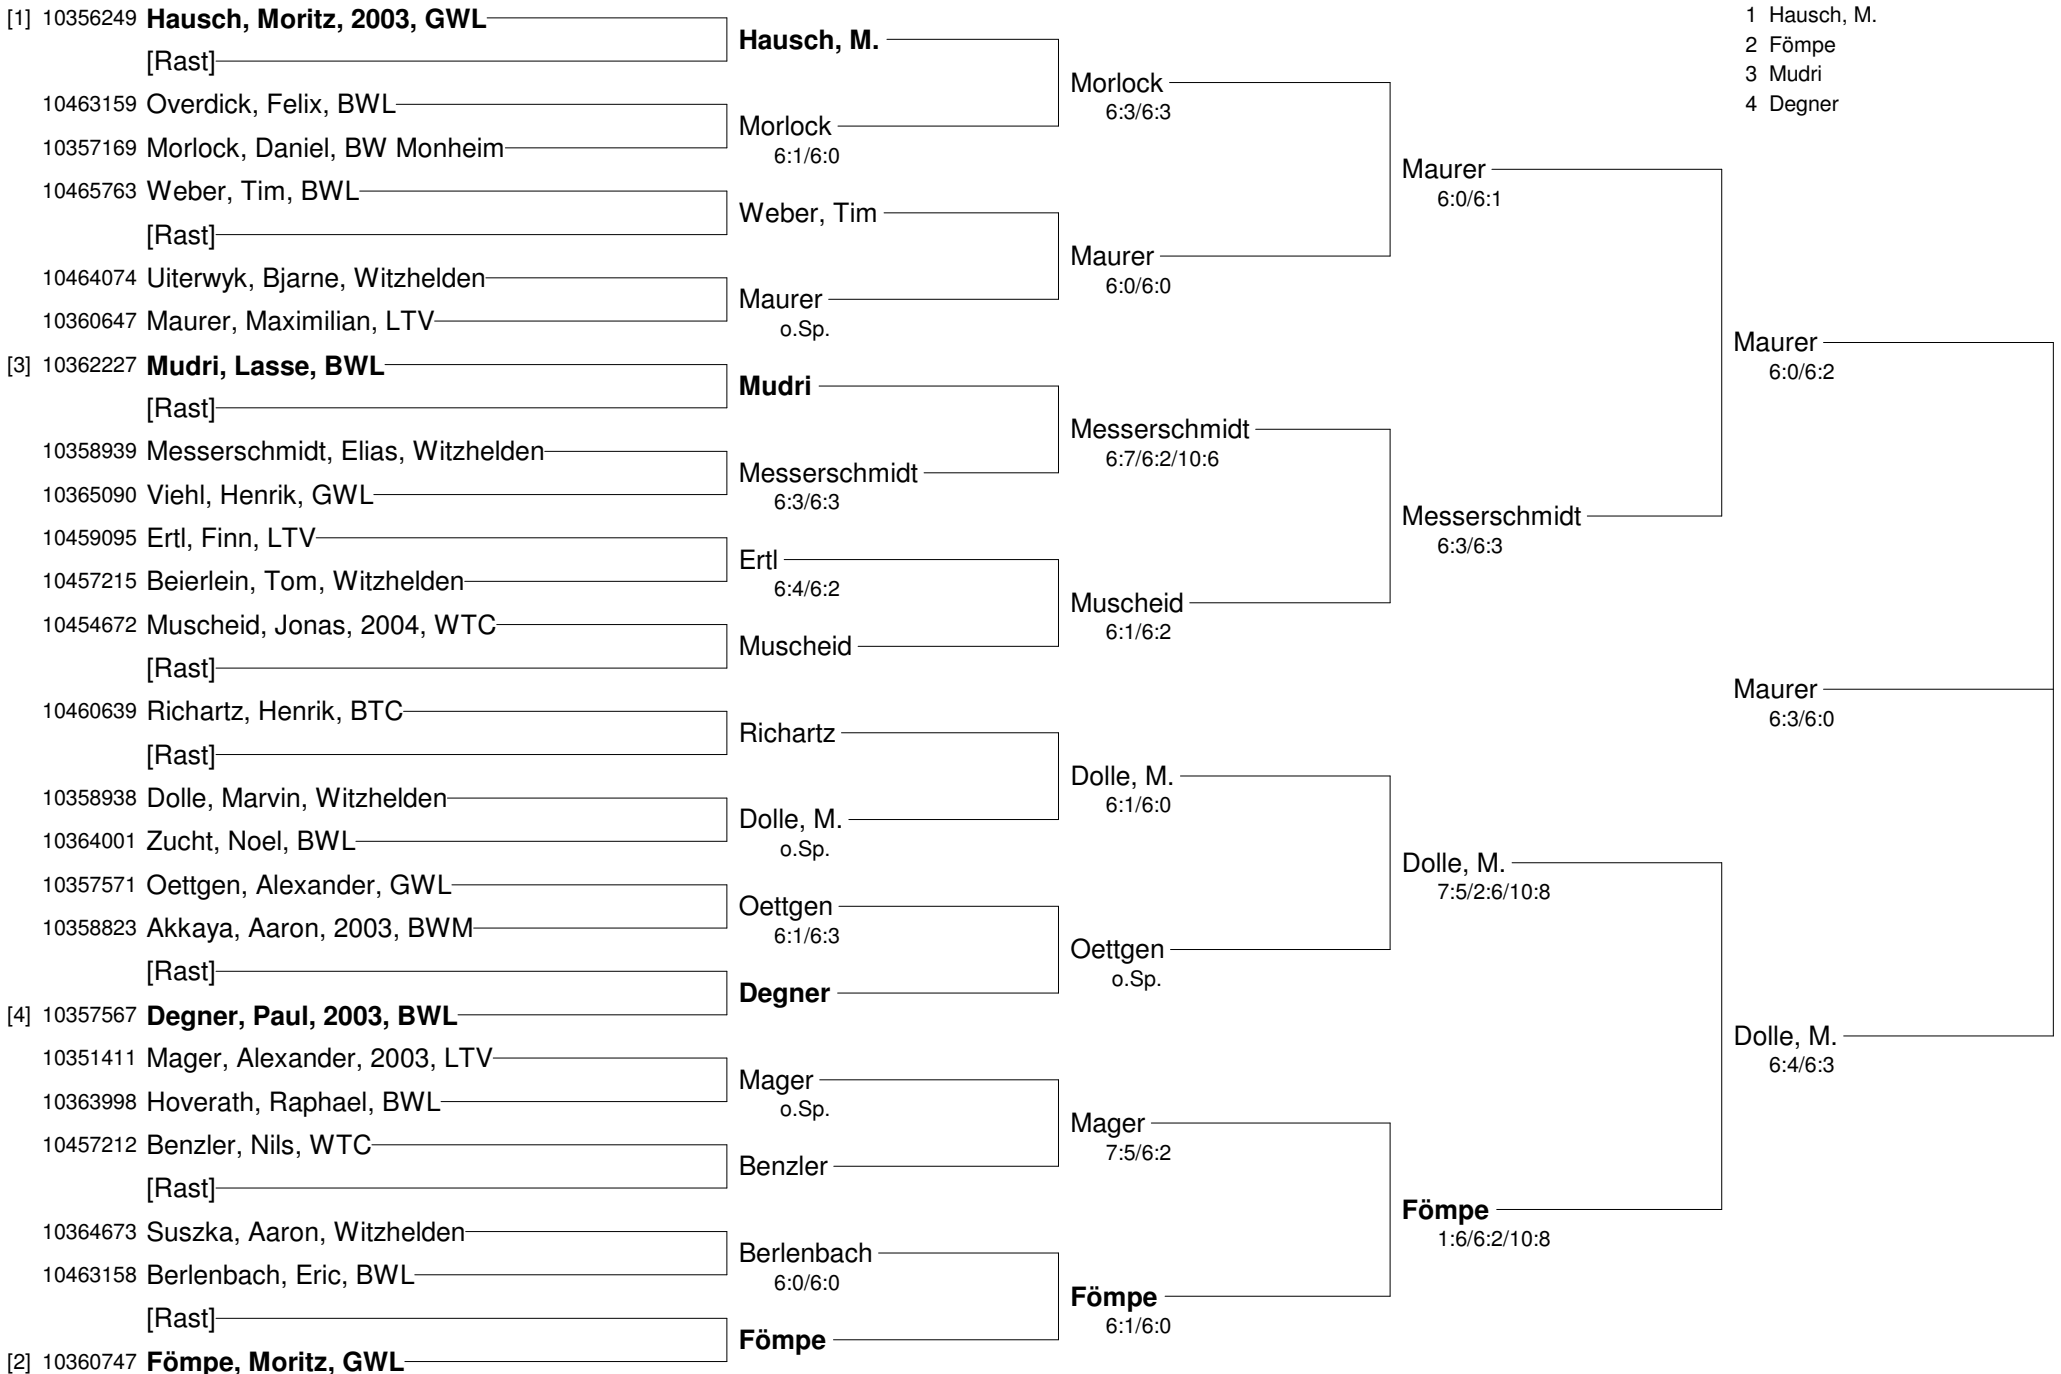 [1] 10356249 Hausch, Moritz, 2003, GWL
[Rast]
10463159 Overdick, Felix, BWL
10357169 Morlock, Daniel, BW Monheim
10465763 Weber, Tim, BWL
[Rast]
10464074 Uiterwyk, Bjarne, Witzhelden
10360647 Maurer, Maximilian, LTV
[3] 10362227 Mudri, Lasse, BWL
[Rast]
10358939 Messerschmidt, Elias, Witzhelden
10365090 Viehl, Henrik, GWL
10459095 Ertl, Finn, LTV
10457215 Beierlein, Tom, Witzhelden
10454672 Muscheid, Jonas, 2004, WTC
[Rast]
10460639 Richartz, Henrik, BTC
[Rast]
10358938 Dolle, Marvin, Witzhelden
10364001 Zucht, Noel, BWL
10357571 Oettgen, Alexander, GWL
10358823 Akkaya, Aaron, 2003, BWM
[Rast]
[4] 10357567 Degner, Paul, 2003, BWL
10351411 Mager, Alexander, 2003, LTV
10363998 Hoverath, Raphael, BWL
10457212 Benzler, Nils, WTC
[Rast]
10364673 Suszka, Aaron, Witzhelden
10463158 Berlenbach, Eric, BWL
[Rast]
[2] 10360747 Fömpe, Moritz, GWL
Hausch, M.
Morlock
6:1/6:0
Weber, Tim
Maurer
o.Sp.
Mudri
Messerschmidt
6:3/6:3
Ertl
6:4/6:2
Muscheid
Richartz
Dolle, M.
o.Sp.
Oettgen
6:1/6:3
Degner
Mager
o.Sp.
Benzler
Berlenbach
6:0/6:0
Fömpe
Morlock
6:3/6:3
Maurer
6:0/6:0
Messerschmidt
6:7/6:2/10:6
Muscheid
6:1/6:2
Dolle, M.
6:1/6:0
Oettgen
o.Sp.
Mager
7:5/6:2
Fömpe
6:1/6:0
Maurer
6:0/6:1
Messerschmidt
6:3/6:3
Dolle, M.
7:5/2:6/10:8
Fömpe
1:6/6:2/10:8
1 Hausch, M.
2 Fömpe
3 Mudri
4 Degner
Maurer
6:0/6:2
Maurer
6:3/6:0
Dolle, M.
6:4/6:3